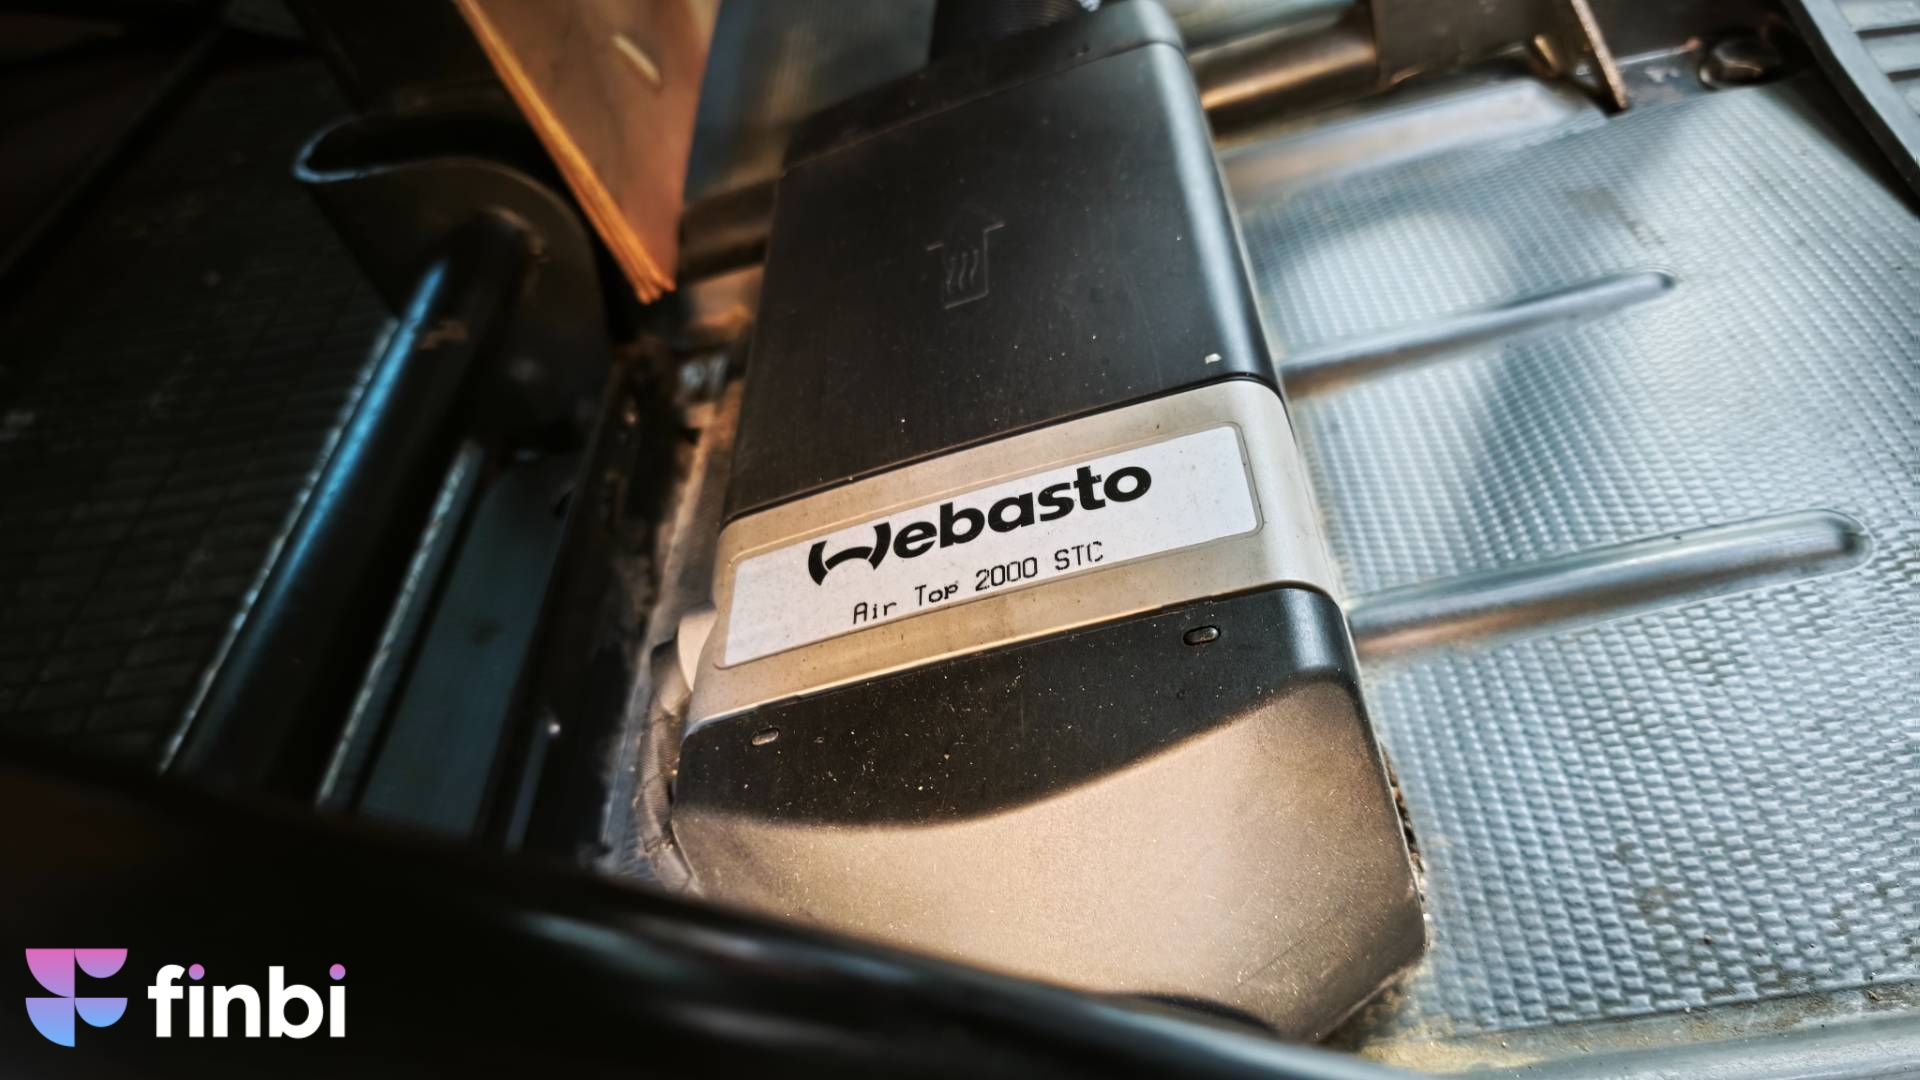 Webasto
Air Top 2000 STC
finbi